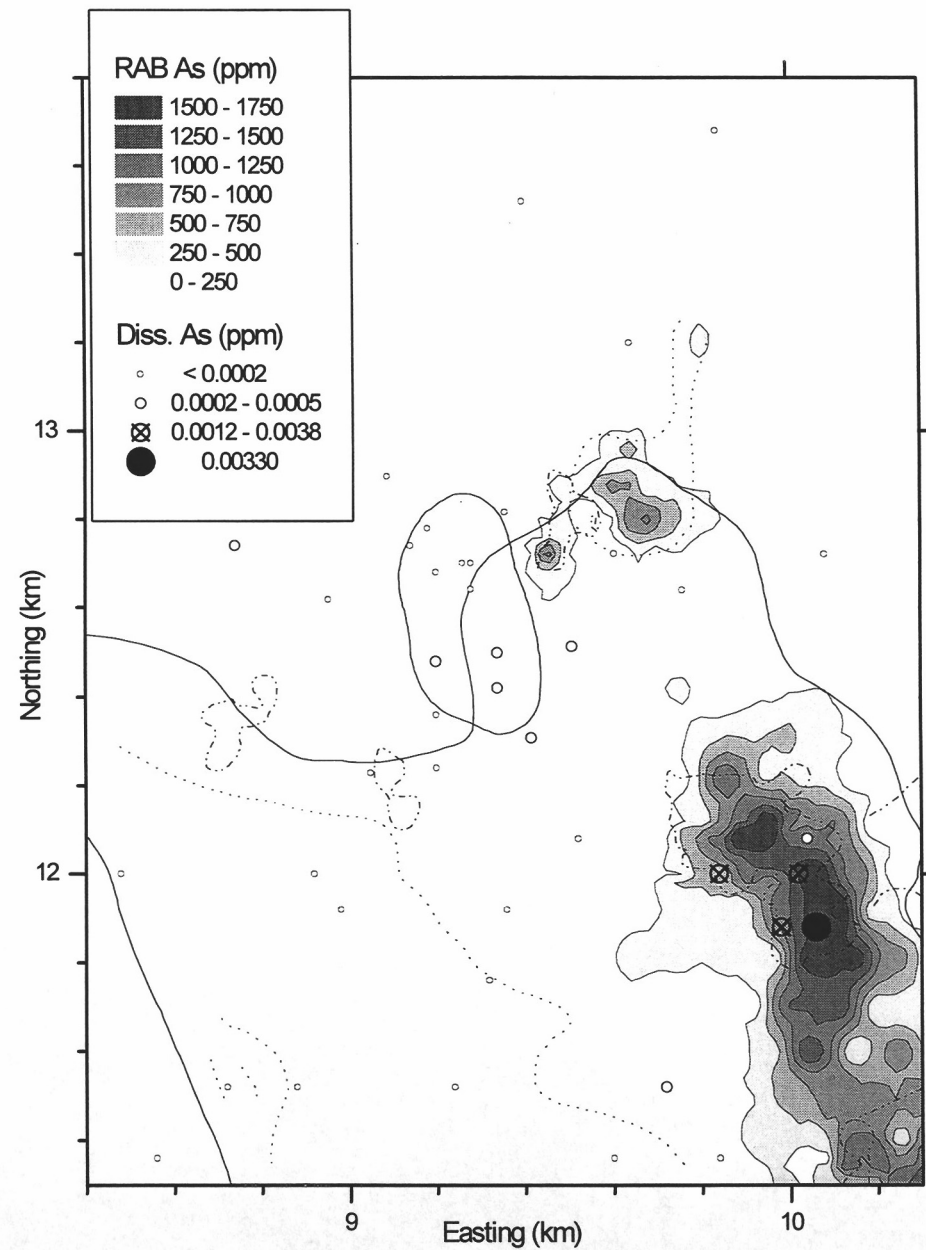 RAB As (ppm)
1500 - 1750
1250 - 1500
1000 - 1250
750 - 1000
500 - 750
250 - 500
0 - 250
Diss. As (ppm)
< 0.0002
0.0002 - 0.0005
0.0012 - 0.0038
0.00330
13
12
Northing (km)
9
10
Easting (km)